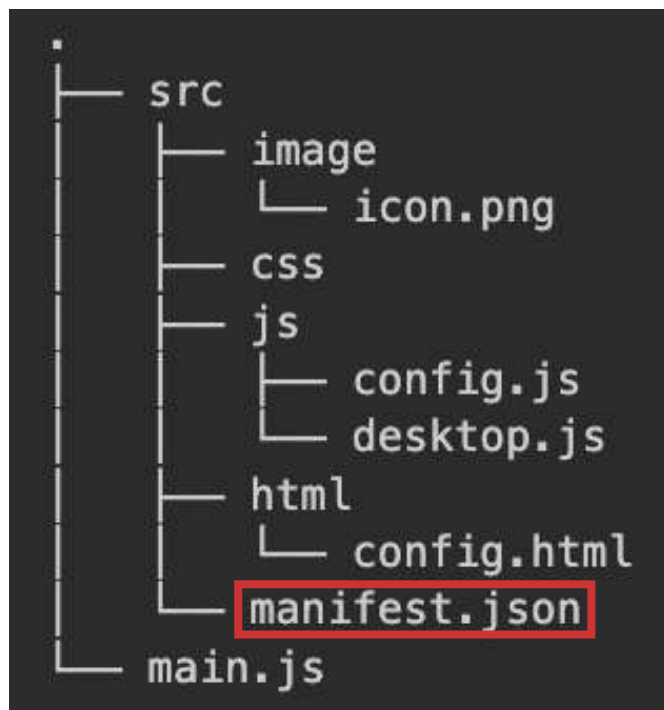 .
├── src
│   ├── image
│   │   └── icon.png
│   ├── css
│   ├── js
│   │   ├── config.js
│   │   └── desktop.js
│   ├── html
│   │   └── config.html
│   └── manifest.json
└── main.js